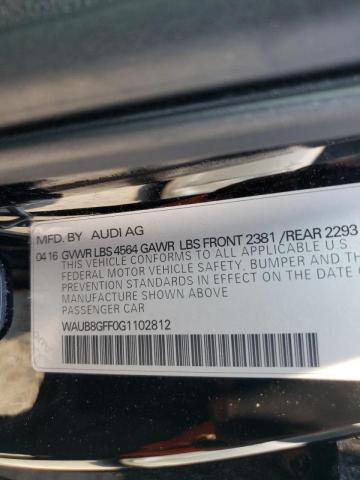 MFD. BY AUDI AG
04 16 GVWR LBS 4564 GAWR LBS FRONT 2381 /REAR 2293
THIS VEHICLE CONFORMS TO ALL APPLICABLE U.S
FEDERAL MOTOR VEHICLE SAFETY, BUMPER AND TH
PREVENTION STANDARDS IN EFFECT ON THE DATE OF
MANUFACTURE SHOWN ABOVE.
PASSENGER CAR
WAUB8GFF0G1102812